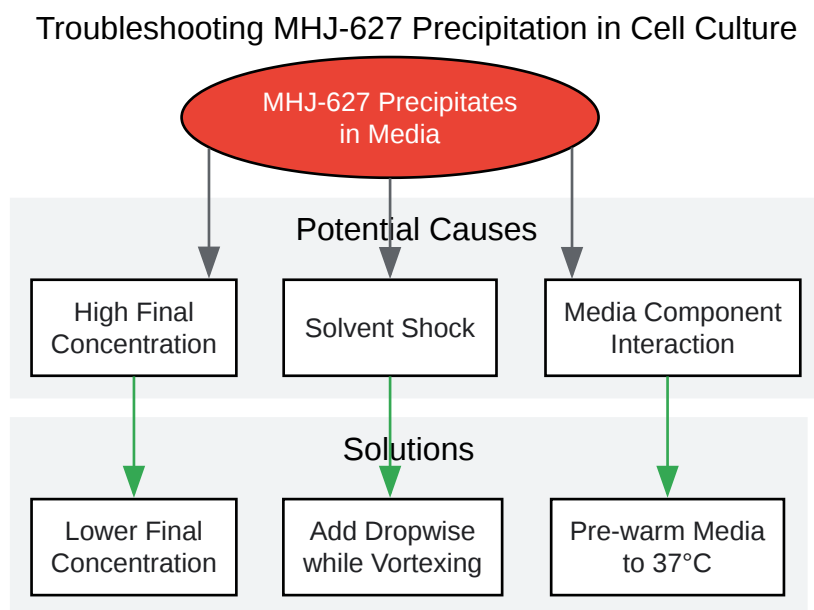 Troubleshooting MHJ-627 Precipitation in Cell Culture
MHJ-627 Precipitates
in Media
Potential Causes
High Final
Concentration
Solvent Shock
Media Component
Interaction
Solutions
Lower Final
Concentration
Add Dropwise
while Vortexing
Pre-warm Media
to 37°C